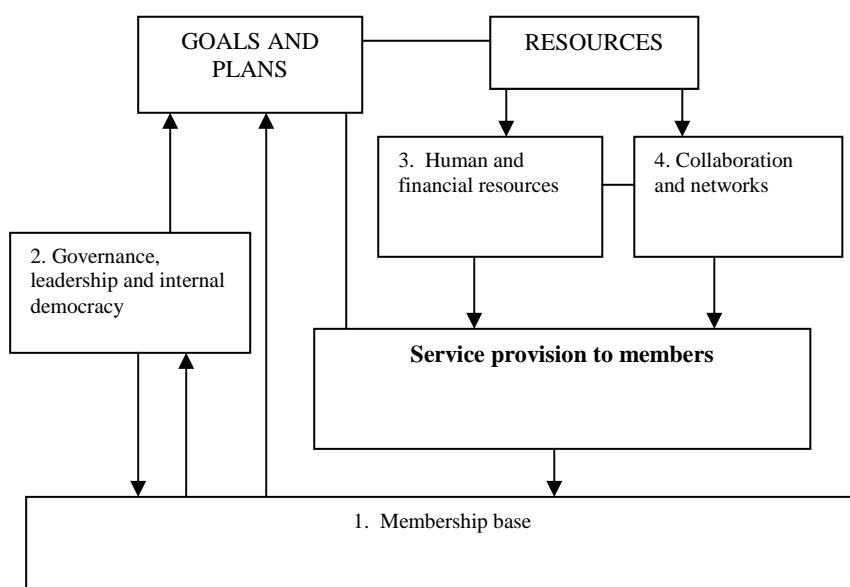 GOALS AND
PLANS
RESOURCES
3. Human and
financial resources
4. Collaboration
and networks
2. Governance,
leadership and internal
democracy
Service provision to members
1. Membership base